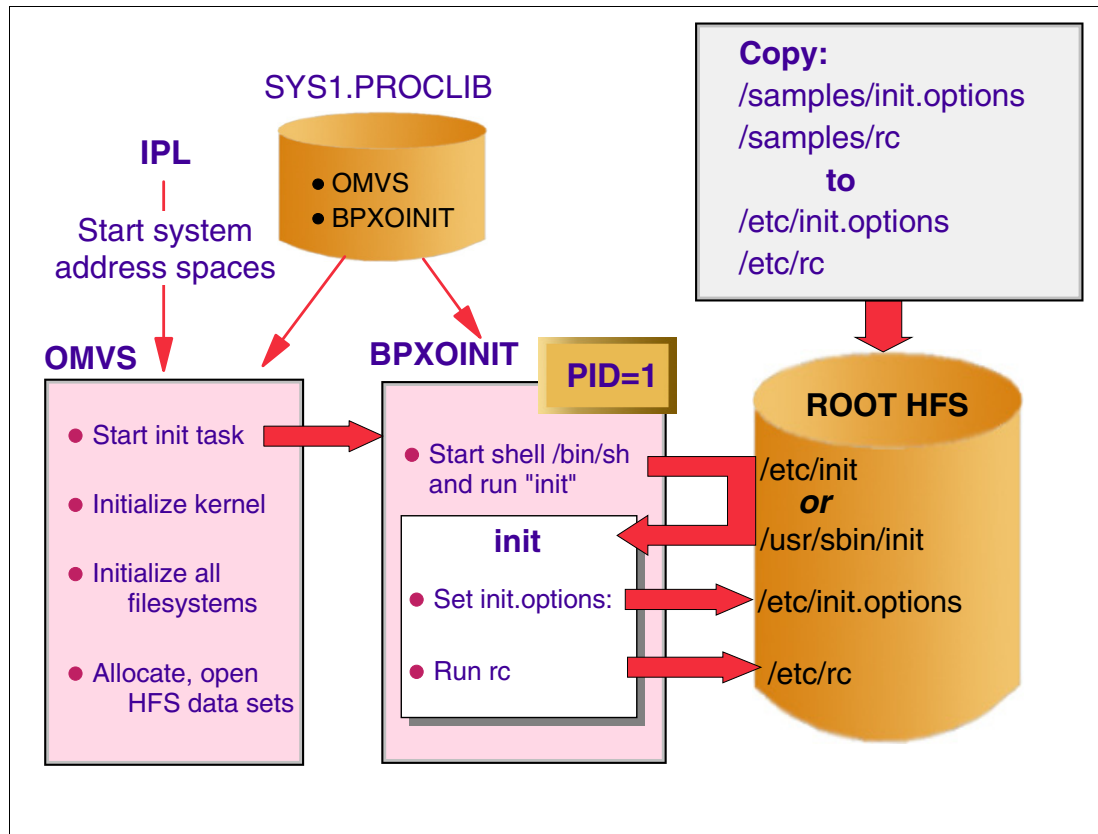 SYS1.PROCLIB
● OMVS
● BPXOINIT
IPL
Start system
address spaces
Copy:
/samples/init.options
/samples/rc
to
/etc/init.options
/etc/rc
OMVS
● Start init task
● Initialize kernel
● Initialize all
filesystems
● Allocate, open
HFS data sets
BPXOINIT
PID=1
● Start shell /bin/sh
and run "init"
init
● Set init.options:
● Run rc
ROOT HFS
/etc/init
or
/usr/sbin/init
/etc/init.options
/etc/rc